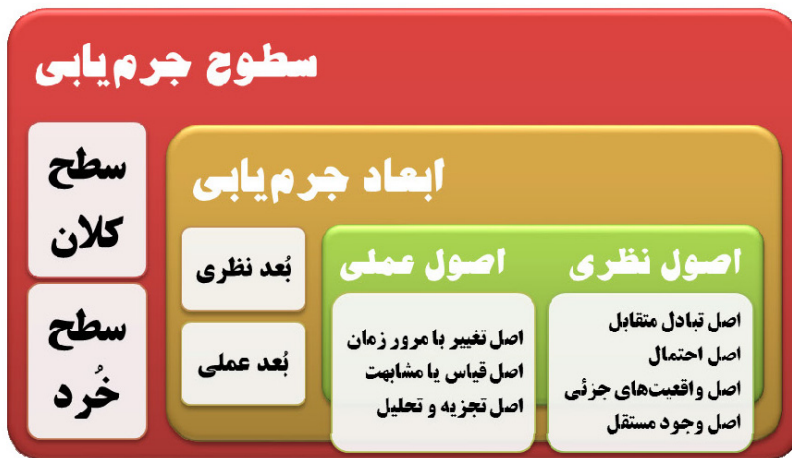 سطوح جرم‌یابی
سطح
کلان
سطح
خُرد
ابعاد جرم‌یابی
بُعد نظری
بُعد عملی
اصول نظری
اصل تبادل متقابل
اصل احتمال
اصل واقعیت‌های جزئی
اصل وجود مستقل
اصول عملی
اصل تغییر با مرور زمان
اصل قیاس یا مشابهت
اصل تجزیه و تحلیل